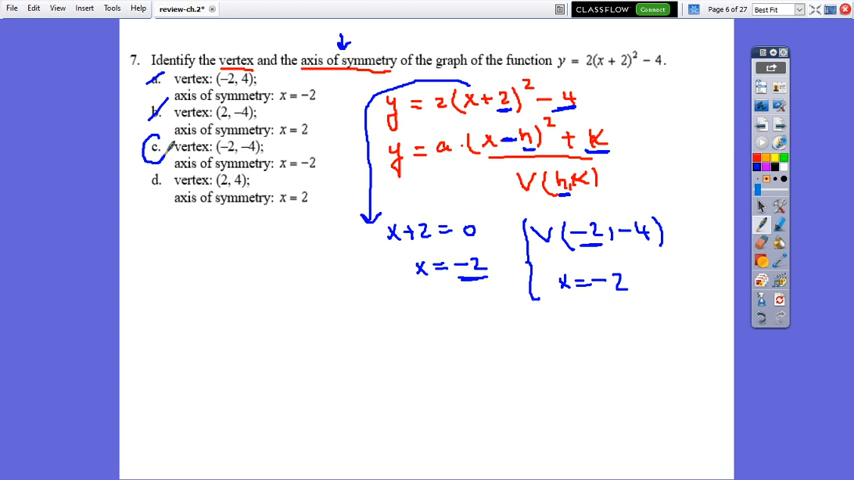 File Edit View Insert Tools Help review-ch.2* CLASSFLOW Connect Page 6 of 27 Best Fit
7. Identify the vertex and the axis of symmetry of the graph of the function y = 2(x + 2)² − 4.
a. vertex: (−2, 4);
axis of symmetry: x = −2
b. vertex: (2, −4);
axis of symmetry: x = 2
c. vertex: (−2, −4);
axis of symmetry: x = −2
d. vertex: (2, 4);
axis of symmetry: x = 2
y = 2(x+2)² − 4
y = a·(x−h)² + k
V(h,k)
x+2 = 0
x = −2
V(−2, −4)
x = −2